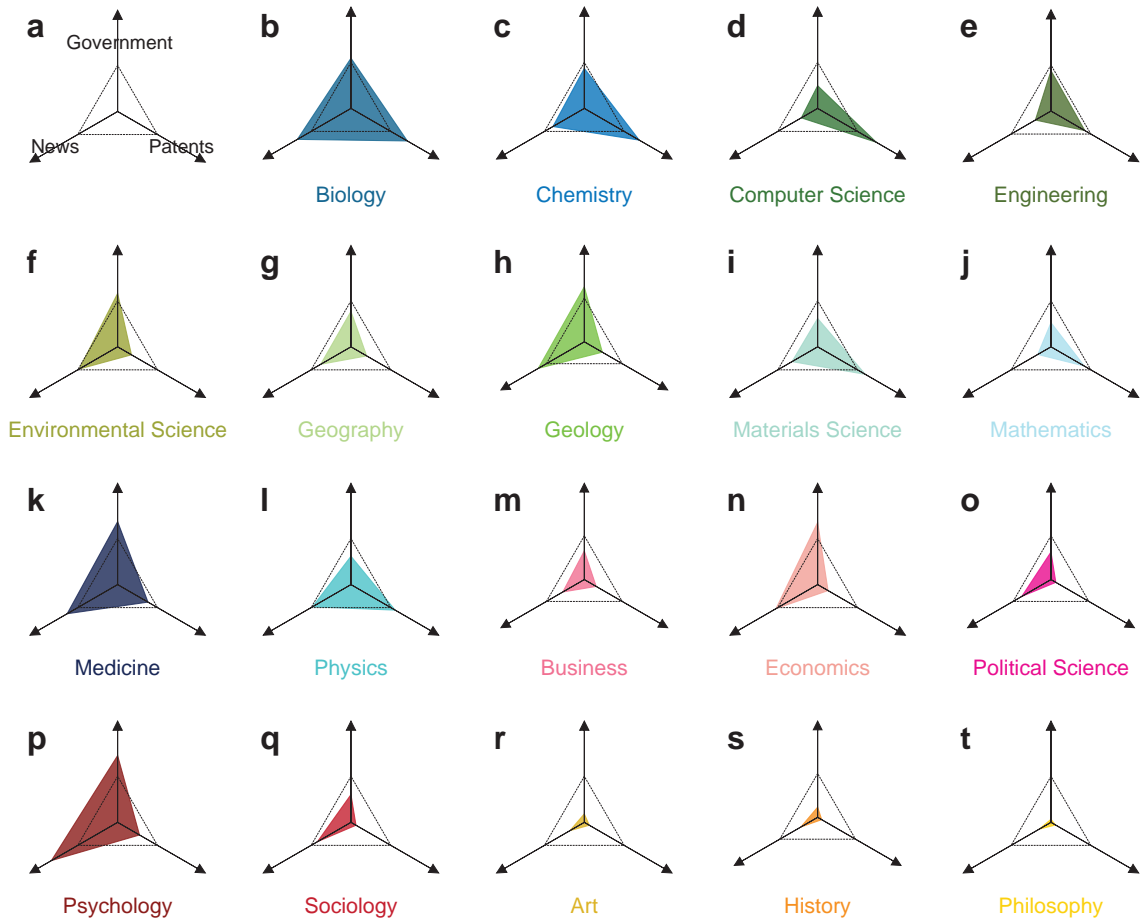 a
Government
News
Patents
b
Biology
c
Chemistry
d
Computer Science
e
Engineering
f
Environmental Science
g
Geography
h
Geology
i
Materials Science
j
Mathematics
k
Medicine
l
Physics
m
Business
n
Economics
o
Political Science
p
Psychology
q
Sociology
r
Art
s
History
t
Philosophy